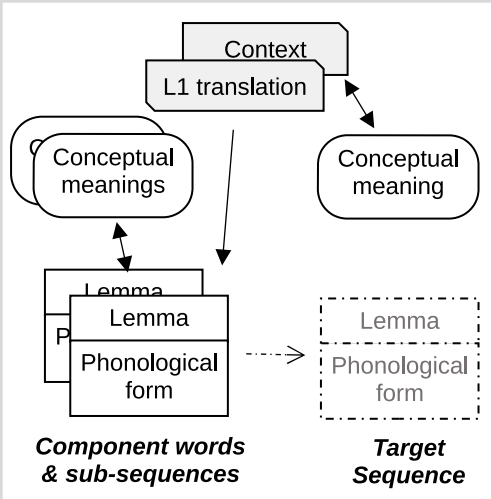 Context
L1 translation
C
Conceptual
meanings
Conceptual
meaning
Lemma
P
Lemma
Phonological
form
Lemma
Phonological
form
Component words
& sub-sequences
Target
Sequence